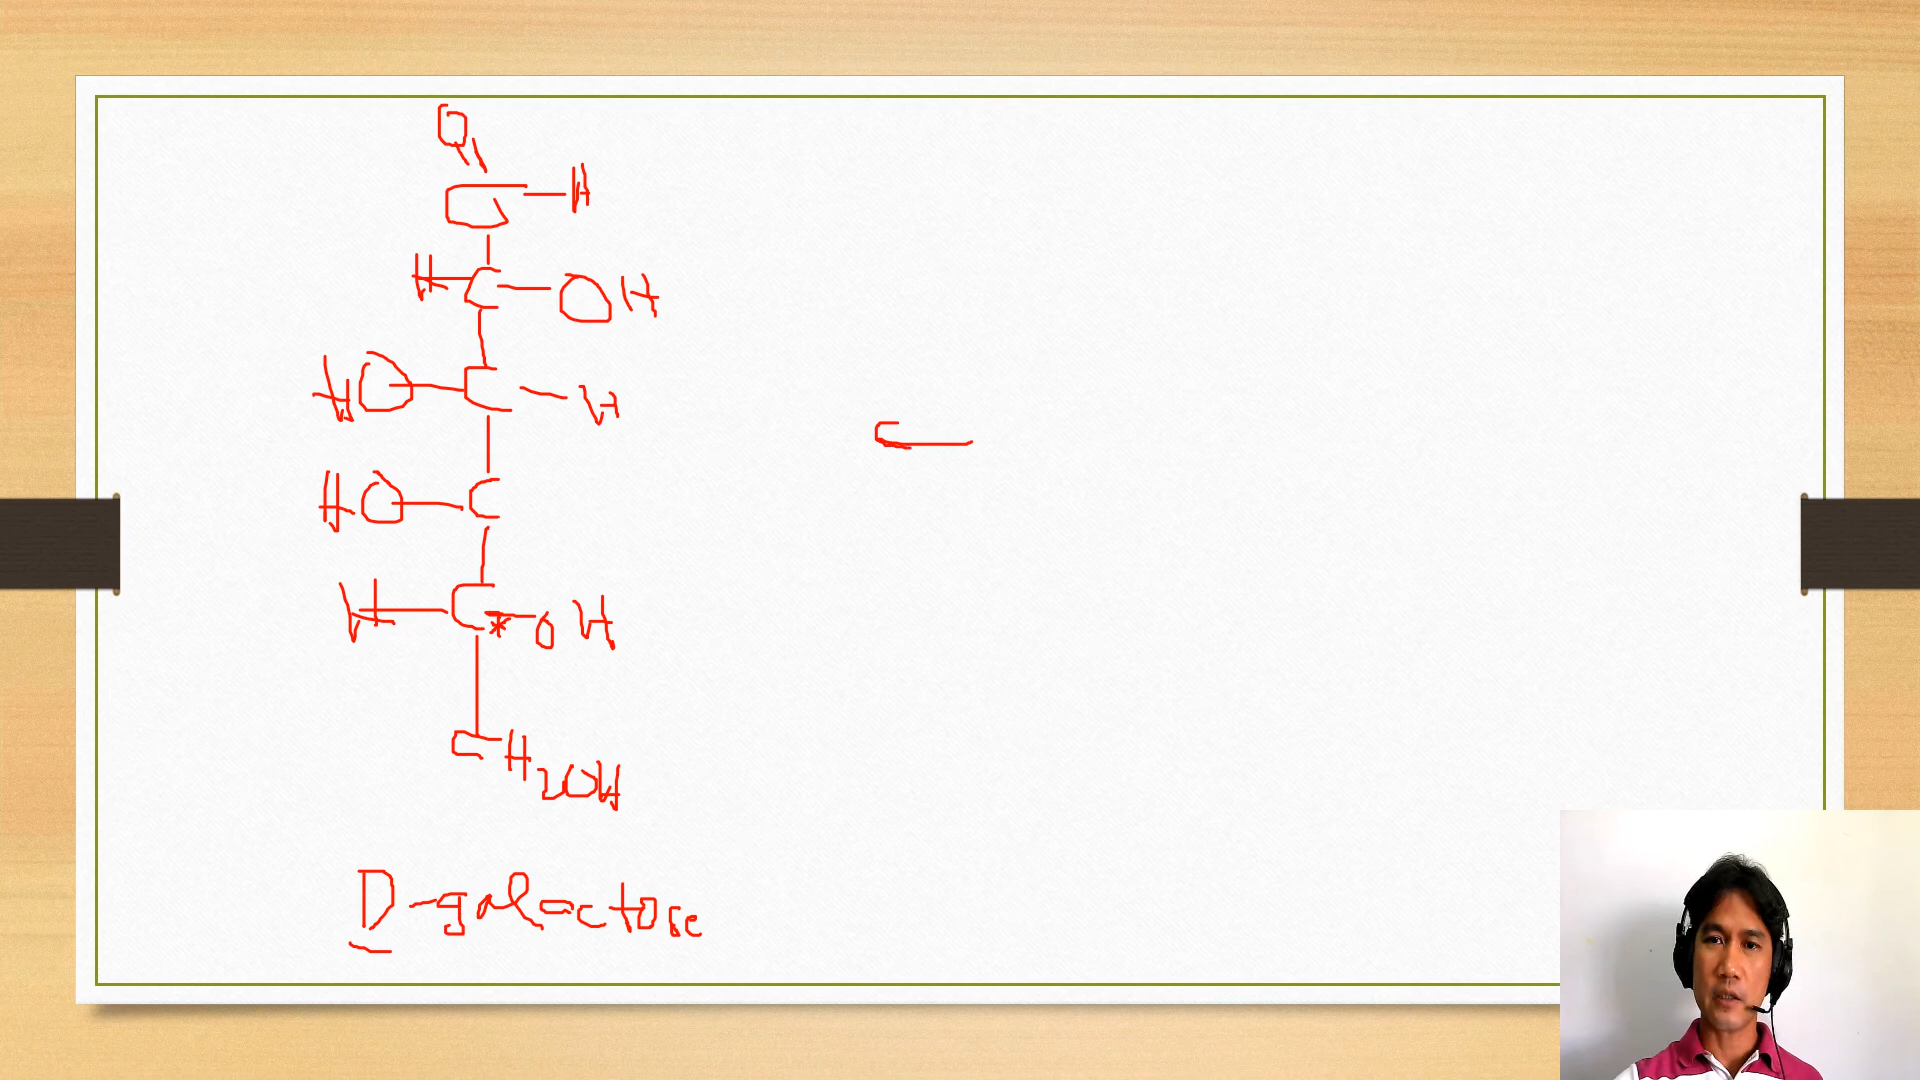 O
C-H
H-C-OH
HO-C-H
HO-C
H-C*-OH
CH2OH
D-galactose
C